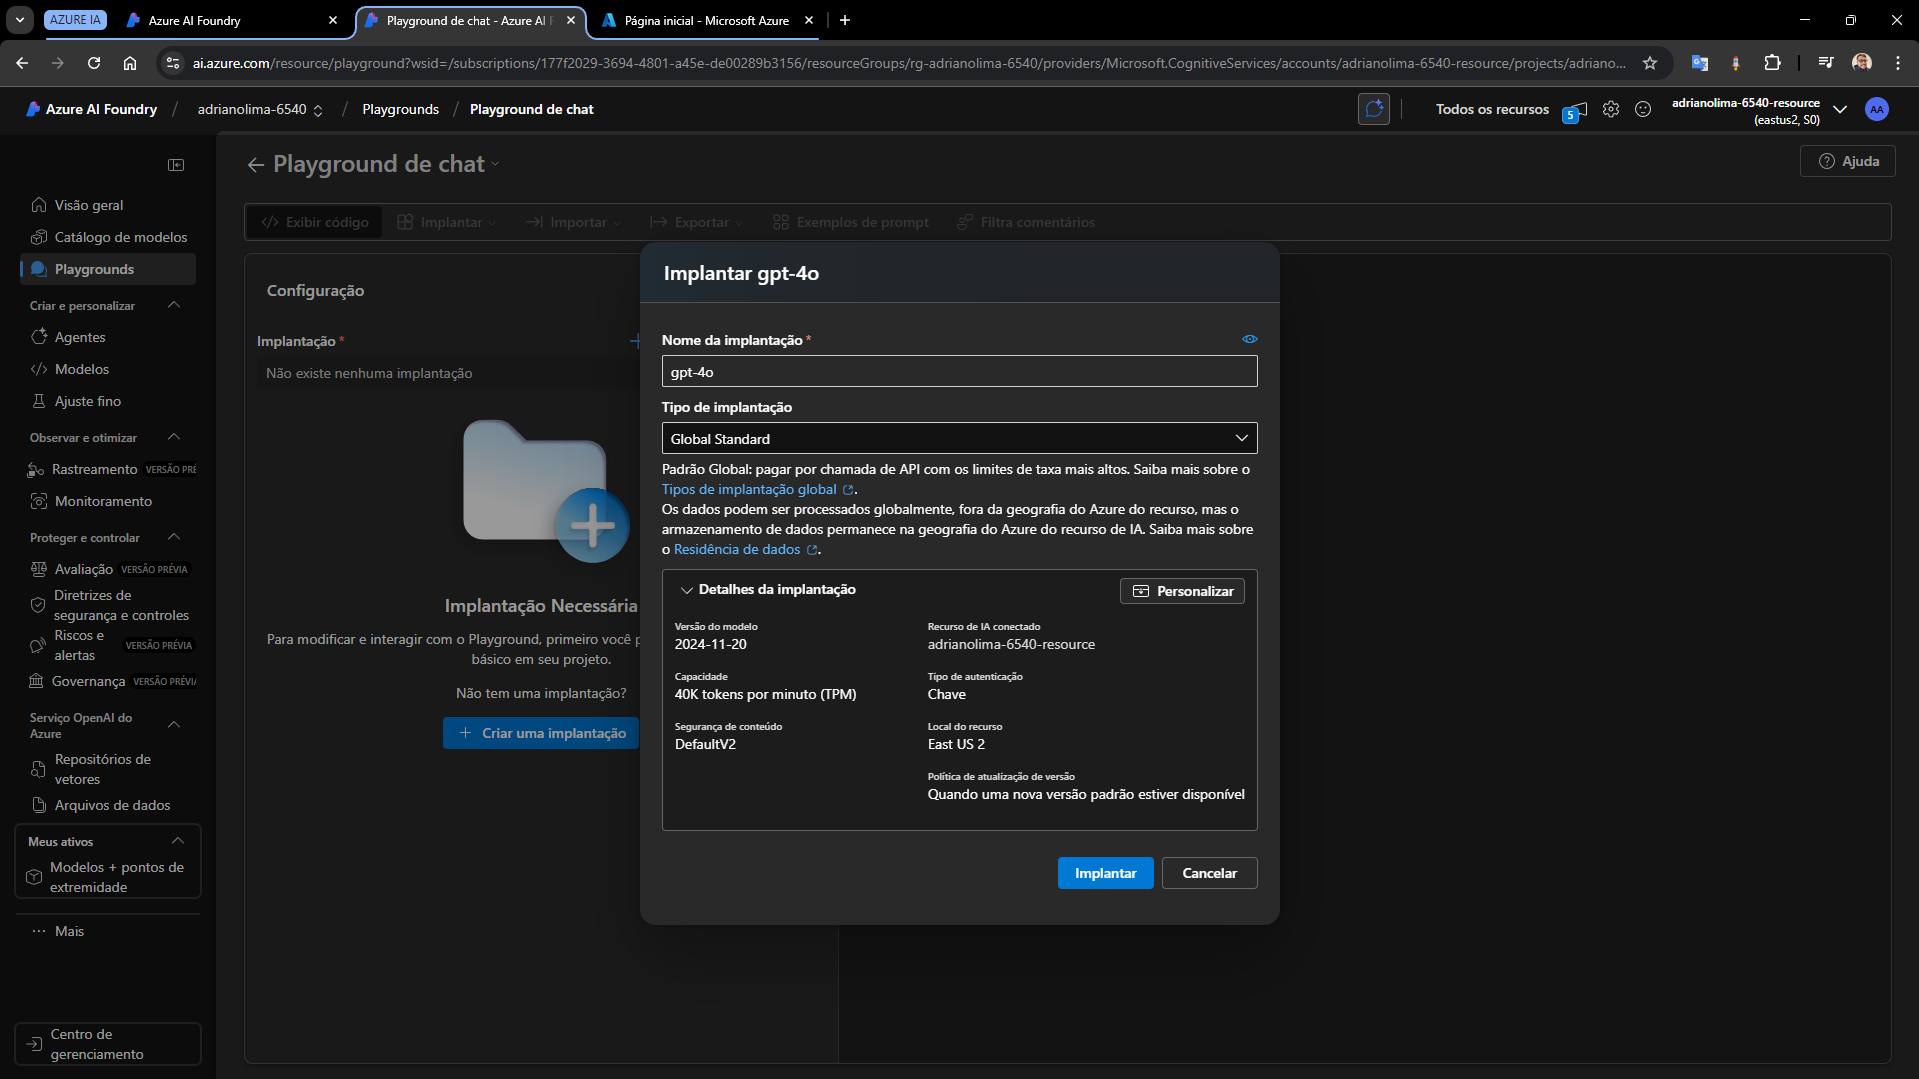 AZURE IA
Azure AI Foundry
Playground de chat - Azure AI F
Página inicial - Microsoft Azure
ai.azure.com/resource/playground?wsid=/subscriptions/177f2029-3694-4801-a45e-de00289b3156/resourceGroups/rg-adrianolima-6540/providers/Microsoft.CognitiveServices/accounts/adrianolima-6540-resource/projects/adriano...
Azure AI Foundry / adrianolima-6540 / Playgrounds / Playground de chat
Todos os recursos
5
adrianolima-6540-resource
(eastus2, S0)
AA
Visão geral
Catálogo de modelos
Playgrounds
Criar e personalizar
Agentes
Modelos
Ajuste fino
Observar e otimizar
Rastreamento VERSÃO PRÉ
Monitoramento
Proteger e controlar
Avaliação VERSÃO PRÉVIA
Diretrizes de
segurança e controles
Riscos e
alertas VERSÃO PRÉVIA
Governança VERSÃO PRÉVIA
Serviço OpenAI do
Azure
Repositórios de
vetores
Arquivos de dados
Meus ativos
Modelos + pontos de
extremidade
Mais
Centro de
gerenciamento
Playground de chat
Ajuda
Exibir código
Implantar
Importar
Exportar
Exemplos de prompt
Filtra comentários
Configuração
Implantação *
Não existe nenhuma implantação
Implantação Necessária
Para modificar e interagir com o Playground, primeiro você p
básico em seu projeto.
Não tem uma implantação?
Criar uma implantação
Implantar gpt-4o
Nome da implantação *
gpt-4o
Tipo de implantação
Global Standard
Padrão Global: pagar por chamada de API com os limites de taxa mais altos. Saiba mais sobre o
Tipos de implantação global .
Os dados podem ser processados globalmente, fora da geografia do Azure do recurso, mas o
armazenamento de dados permanece na geografia do Azure do recurso de IA. Saiba mais sobre
o Residência de dados .
Detalhes da implantação
Personalizar
Versão do modelo
2024-11-20
Recurso de IA conectado
adrianolima-6540-resource
Capacidade
40K tokens por minuto (TPM)
Tipo de autenticação
Chave
Segurança de conteúdo
DefaultV2
Local do recurso
East US 2
Política de atualização de versão
Quando uma nova versão padrão estiver disponível
Implantar
Cancelar